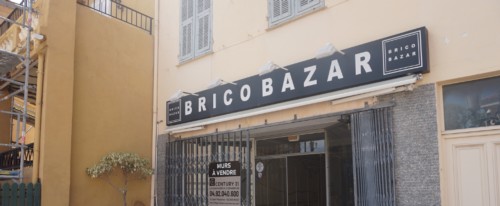 BRICO BAZAR
BRICO
BAZAR
MURS
À VENDRE
CENTURY 21